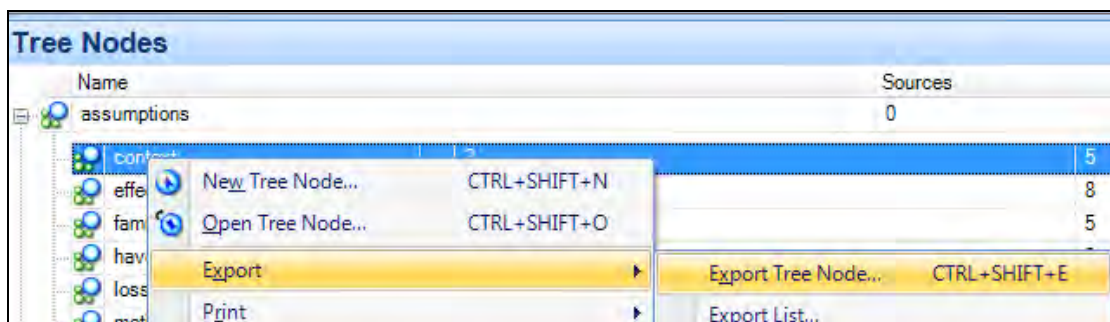 Tree Nodes
Name Sources
assumptions 0
5
New Tree Node... CTRL+SHIFT+N 8
Open Tree Node... CTRL+SHIFT+O 5
Export Export Tree Node... CTRL+SHIFT+E
Print Export List...